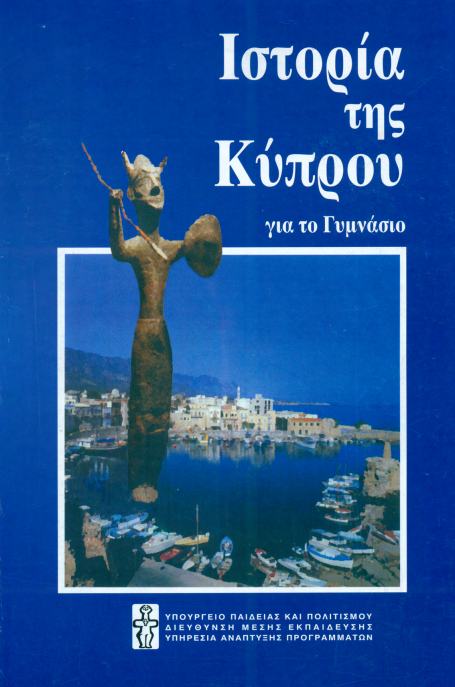 Ιστορία
της
Κύπρου
για το Γυμνάσιο
ΥΠΟΥΡΓΕΙΟ ΠΑΙΔΕΙΑΣ ΚΑΙ ΠΟΛΙΤΙΣΜΟΥ
ΔΙΕΥΘΥΝΣΗ ΜΕΣΗΣ ΕΚΠΑΙΔΕΥΣΗΣ
ΥΠΗΡΕΣΙΑ ΑΝΑΠΤΥΞΗΣ ΠΡΟΓΡΑΜΜΑΤΩΝ